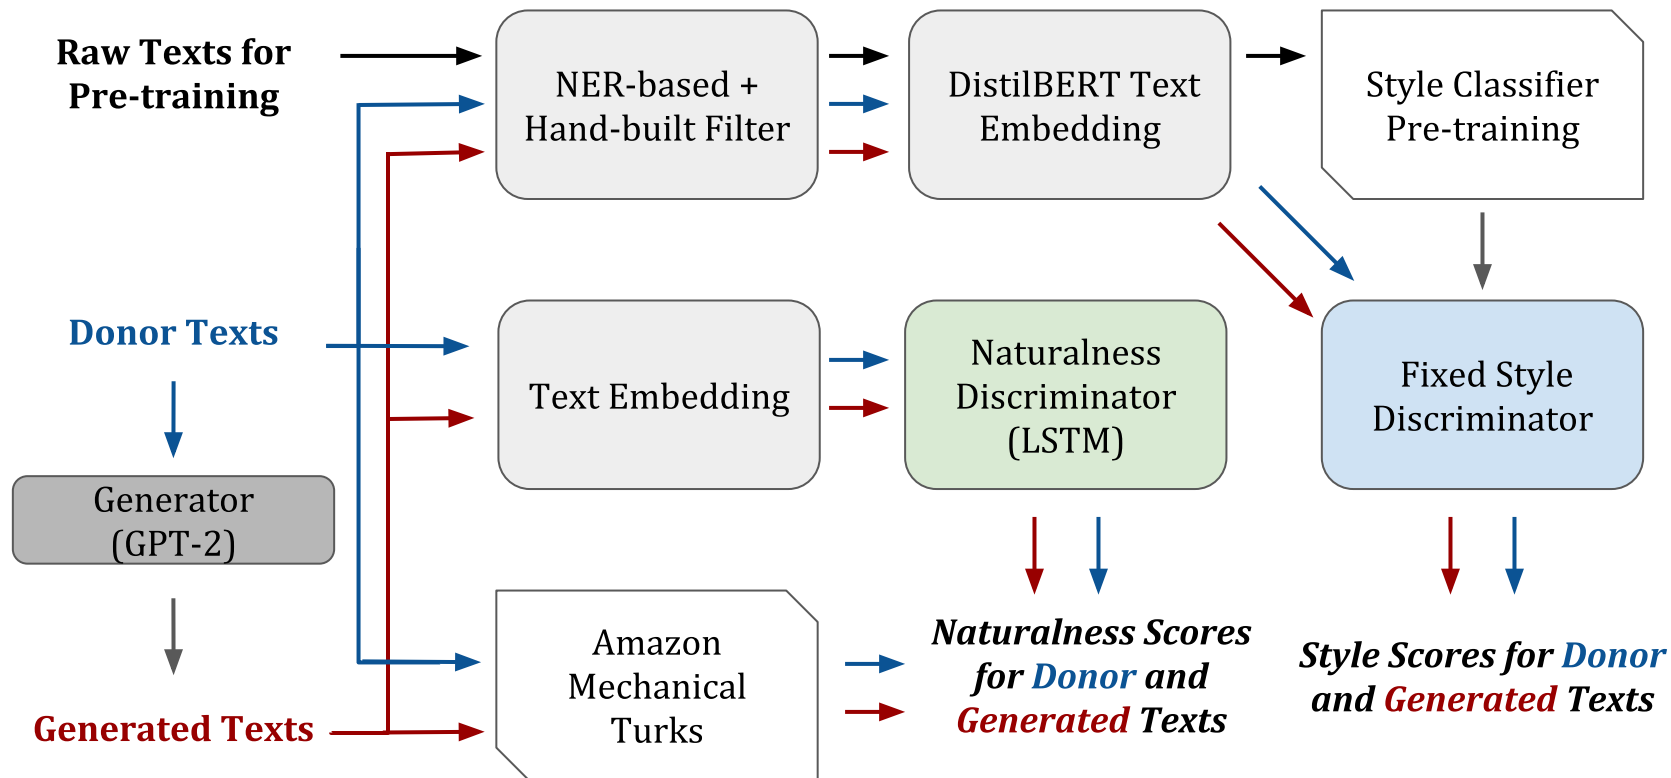 Raw Texts for
Pre-training
NER-based +
Hand-built Filter
DistilBERT Text
Embedding
Style Classifier
Pre-training
Donor Texts
Text Embedding
Naturalness
Discriminator
(LSTM)
Fixed Style
Discriminator
Generator
(GPT-2)
Generated Texts
Amazon
Mechanical
Turks
Naturalness Scores
for Donor and
Generated Texts
Style Scores for Donor
and Generated Texts